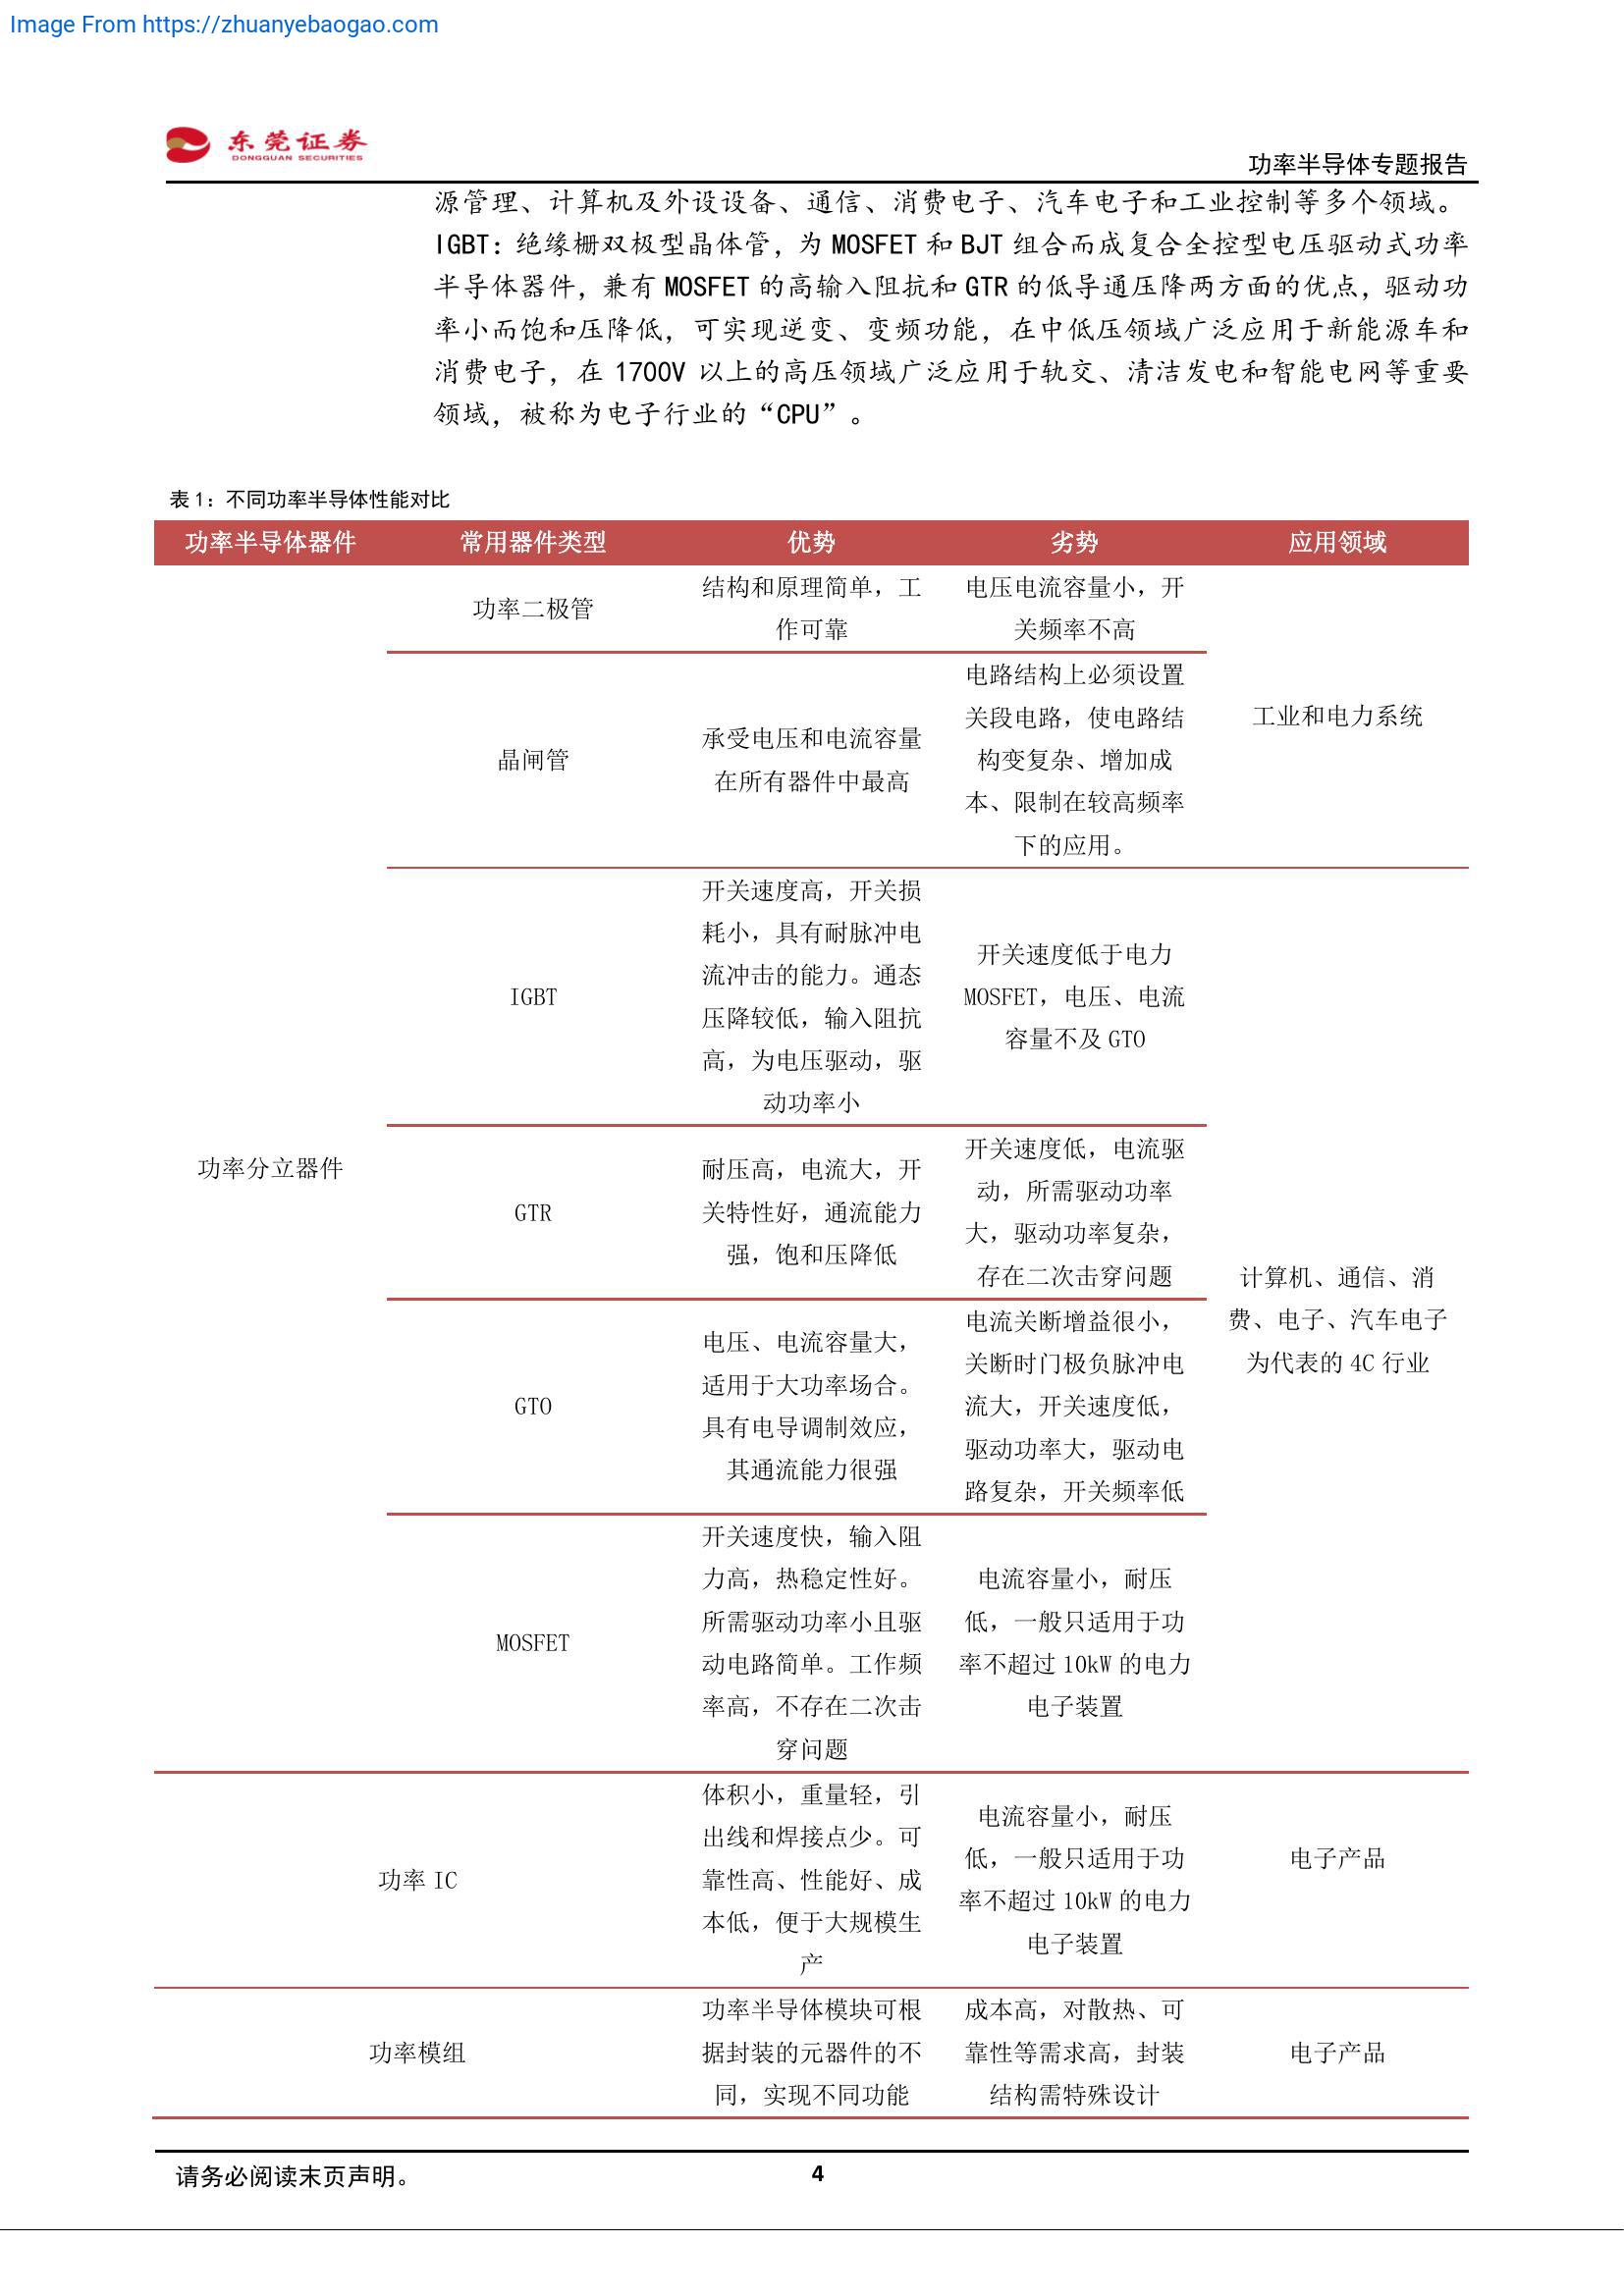 Image From https://zhuanyebaogao.com
东莞证券
DONGGUAN SECURITIES
功率半导体专题报告
源管理、计算机及外设设备、通信、消费电子、汽车电子和工业控制等多个领域。
IGBT：绝缘栅双极型晶体管，为 MOSFET 和 BJT 组合而成复合全控型电压驱动式功率
半导体器件，兼有 MOSFET 的高输入阻抗和 GTR 的低导通压降两方面的优点，驱动功
率小而饱和压降低，可实现逆变、变频功能，在中低压领域广泛应用于新能源车和
消费电子，在 1700V 以上的高压领域广泛应用于轨交、清洁发电和智能电网等重要
领域，被称为电子行业的“CPU”。
表 1：不同功率半导体性能对比
功率半导体器件 常用器件类型 优势 劣势 应用领域
功率分立器件
功率二极管
结构和原理简单，工
作可靠
电压电流容量小，开
关频率不高
工业和电力系统
晶闸管
承受电压和电流容量
在所有器件中最高
电路结构上必须设置
关段电路，使电路结
构变复杂、增加成
本、限制在较高频率
下的应用。
IGBT
开关速度高，开关损
耗小，具有耐脉冲电
流冲击的能力。通态
压降较低，输入阻抗
高，为电压驱动，驱
动功率小
开关速度低于电力
MOSFET，电压、电流
容量不及 GTO
计算机、通信、消
费、电子、汽车电子
为代表的 4C 行业
GTR
耐压高，电流大，开
关特性好，通流能力
强，饱和压降低
开关速度低，电流驱
动，所需驱动功率
大，驱动功率复杂，
存在二次击穿问题
GTO
电压、电流容量大，
适用于大功率场合。
具有电导调制效应，
其通流能力很强
电流关断增益很小，
关断时门极负脉冲电
流大，开关速度低，
驱动功率大，驱动电
路复杂，开关频率低
MOSFET
开关速度快，输入阻
力高，热稳定性好。
所需驱动功率小且驱
动电路简单。工作频
率高，不存在二次击
穿问题
电流容量小，耐压
低，一般只适用于功
率不超过 10kW 的电力
电子装置
功率 IC
体积小，重量轻，引
出线和焊接点少。可
靠性高、性能好、成
本低，便于大规模生
产
电流容量小，耐压
低，一般只适用于功
率不超过 10kW 的电力
电子装置
电子产品
功率模组
功率半导体模块可根
据封装的元器件的不
同，实现不同功能
成本高，对散热、可
靠性等需求高，封装
结构需特殊设计
电子产品
请务必阅读末页声明。
4